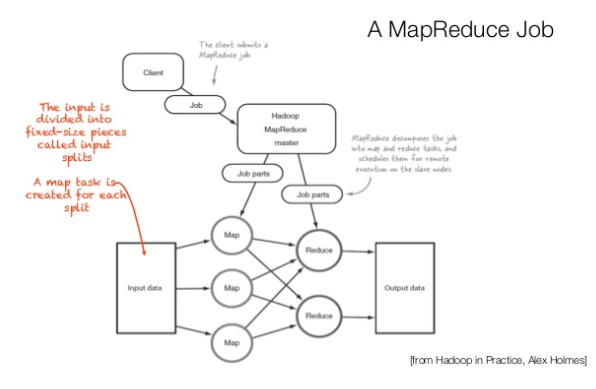 A MapReduce Job
The client submits a
MapReduce job
Client
Job
Hadoop
MapReduce
master
The input is
divided into
fixed-size pieces
called input
splits
A map task is
created for each
split
MapReduce decomposes the job
into map and reduce tasks, and
schedules them for remote
execution on the slave nodes.
Job parts
Job parts
Map
Map
Map
Reduce
Reduce
Input data
Output data
[from Hadoop in Practice, Alex Holmes]